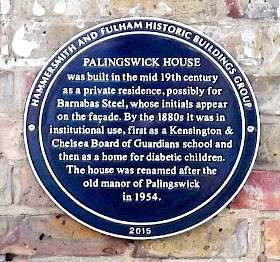 HAMMERSMITH AND FULHAM HISTORIC BUILDINGS GROUP
PALINGSWICK HOUSE
was built in the mid 19th century
as a private residence, possibly for
Barnabas Steel, whose initials appear
on the façade. By the 1880s it was in
institutional use, first as a Kensington &
Chelsea Board of Guardians school and
then as a home for diabetic children.
The house was renamed after the
old manor of Palingswick
in 1954.
2015